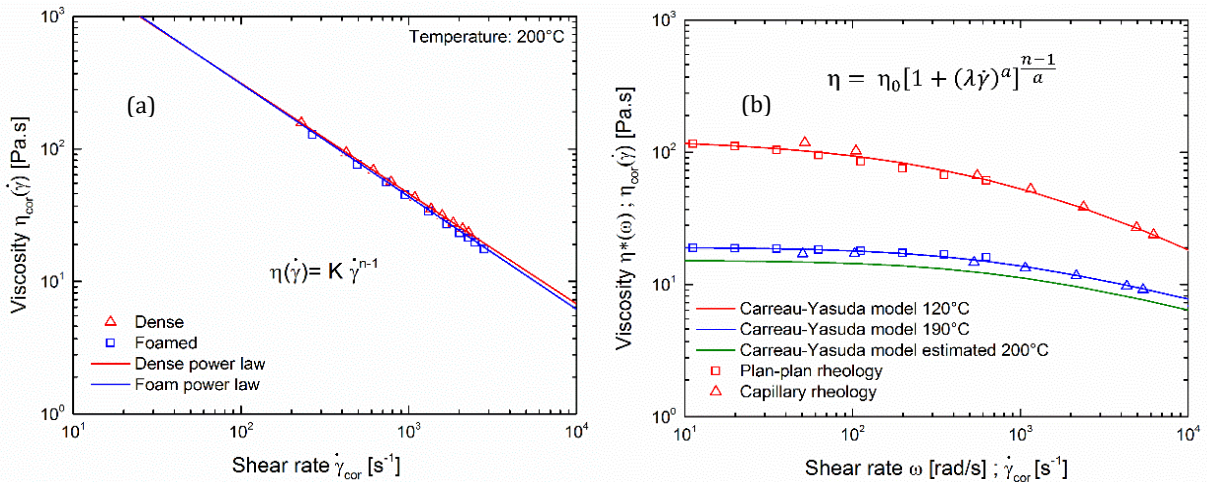 10³
10²
10¹
10⁰
Viscosity η_cor(γ̇) [Pa.s]
Temperature: 200°C
(a)
η(γ̇)= K γ̇ⁿ⁻¹
Dense
Foamed
Dense power law
Foam power law
10¹ 10² 10³ 10⁴
Shear rate γ̇_cor [s⁻¹]
10³
10²
10¹
10⁰
Viscosity η*(ω) ; η_cor(γ̇) [Pa.s]
η = η₀[1 + (λγ̇)ᵃ]^((n−1)/a)
(b)
Carreau-Yasuda model 120°C
Carreau-Yasuda model 190°C
Carreau-Yasuda model estimated 200°C
Plan-plan rheology
Capillary rheology
10¹ 10² 10³ 10⁴
Shear rate ω [rad/s] ; γ̇_cor [s⁻¹]